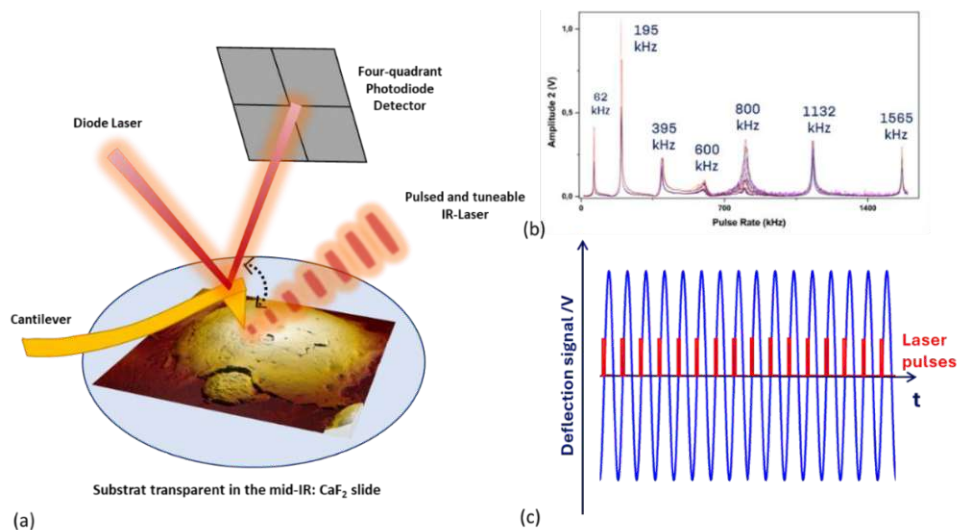 Four-quadrant
Photodiode
Detector
Diode Laser
Pulsed and tuneable
IR-Laser
Cantilever
Substrat transparent in the mid-IR: CaF₂ slide
(a)
Amplitude 2 (V)
1,0
0,5
0,0
62
kHz
195
kHz
395
kHz
600
kHz
800
kHz
1132
kHz
1565
kHz
0
700
1400
Pulse Rate (kHz)
(b)
Deflection signal /V
Laser
pulses
t
(c)